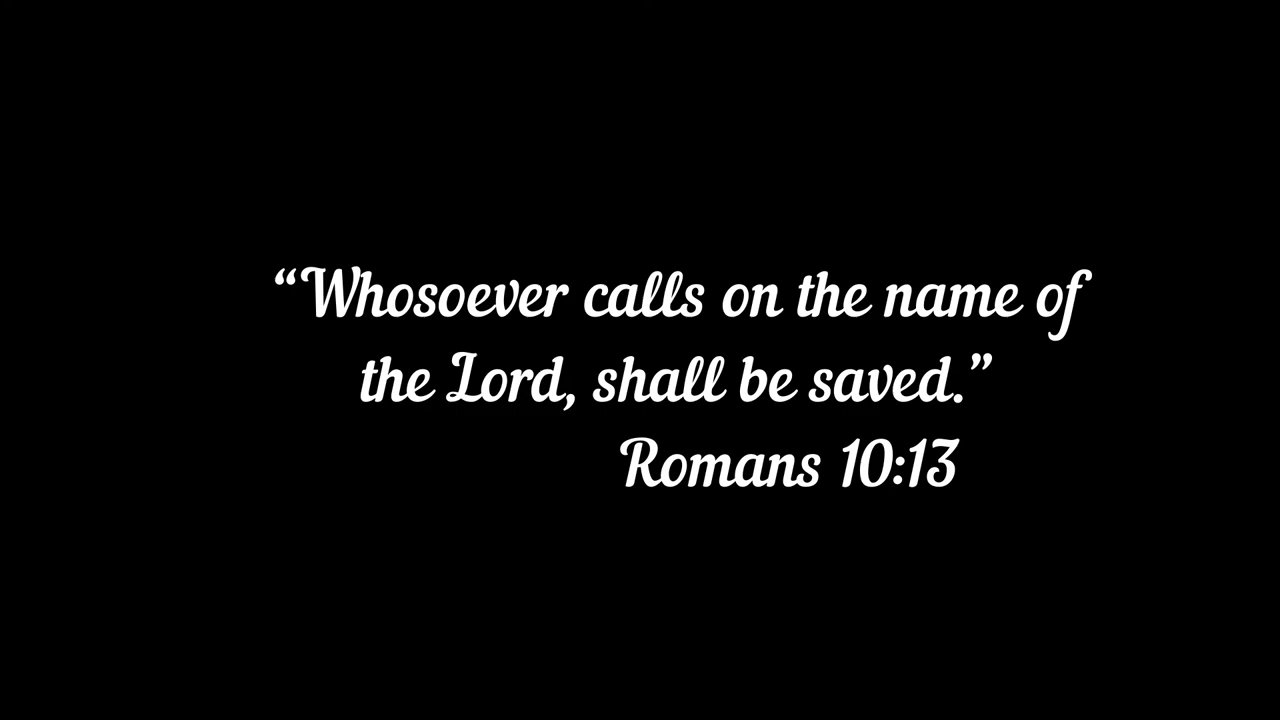 “Whosoever calls on the name of
the Lord, shall be saved.”
Romans 10:13